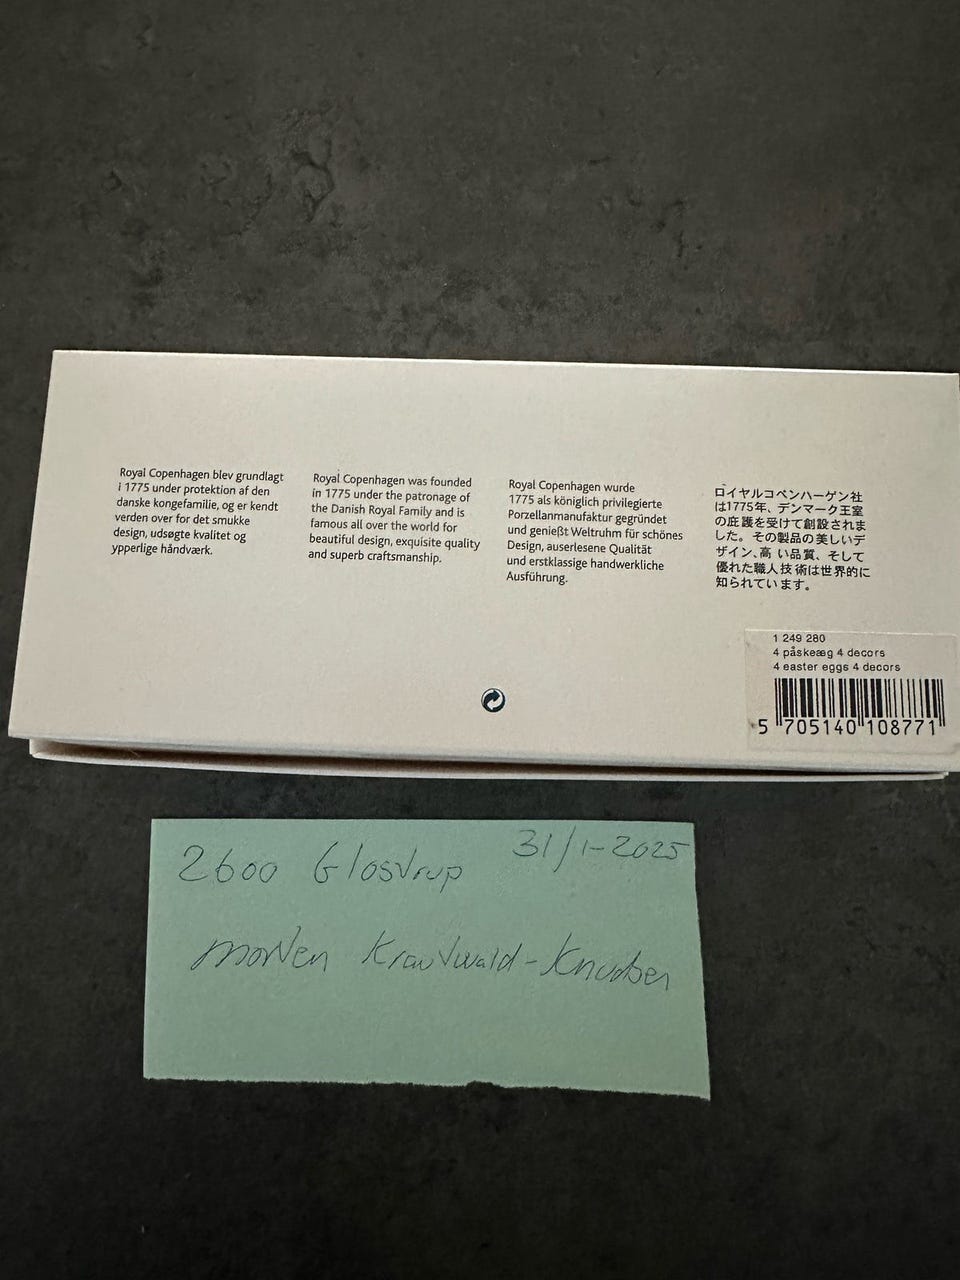 Royal Copenhagen blev grundlagt
i 1775 under protektion af den
danske kongefamilie, og er kendt
verden over for det smukke
design, udsøgte kvalitet og
ypperlige håndværk.
Royal Copenhagen was founded
in 1775 under the patronage of
the Danish Royal Family and is
famous all over the world for
beautiful design, exquisite quality
and superb craftsmanship.
Royal Copenhagen wurde
1775 als königlich privilegierte
Porzellanmanufaktur gegründet
und genießt Weltruhm für schönes
Design, auserlesene Qualität
und erstklassige handwerkliche
Ausführung.
ロイヤルコペンハーゲン社
は1775年、デンマーク王室
の庇護を受けて創設されま
した。その製品の美しいデ
ザイン、高い品質、そして
優れた職人技術は世界的に
知られています。
1 249 280
4 påskeæg 4 decors
4 easter eggs 4 decors
5 705140 108771
2600 Glostrup 31/1-2025
Morten Krautwald-Knudsen